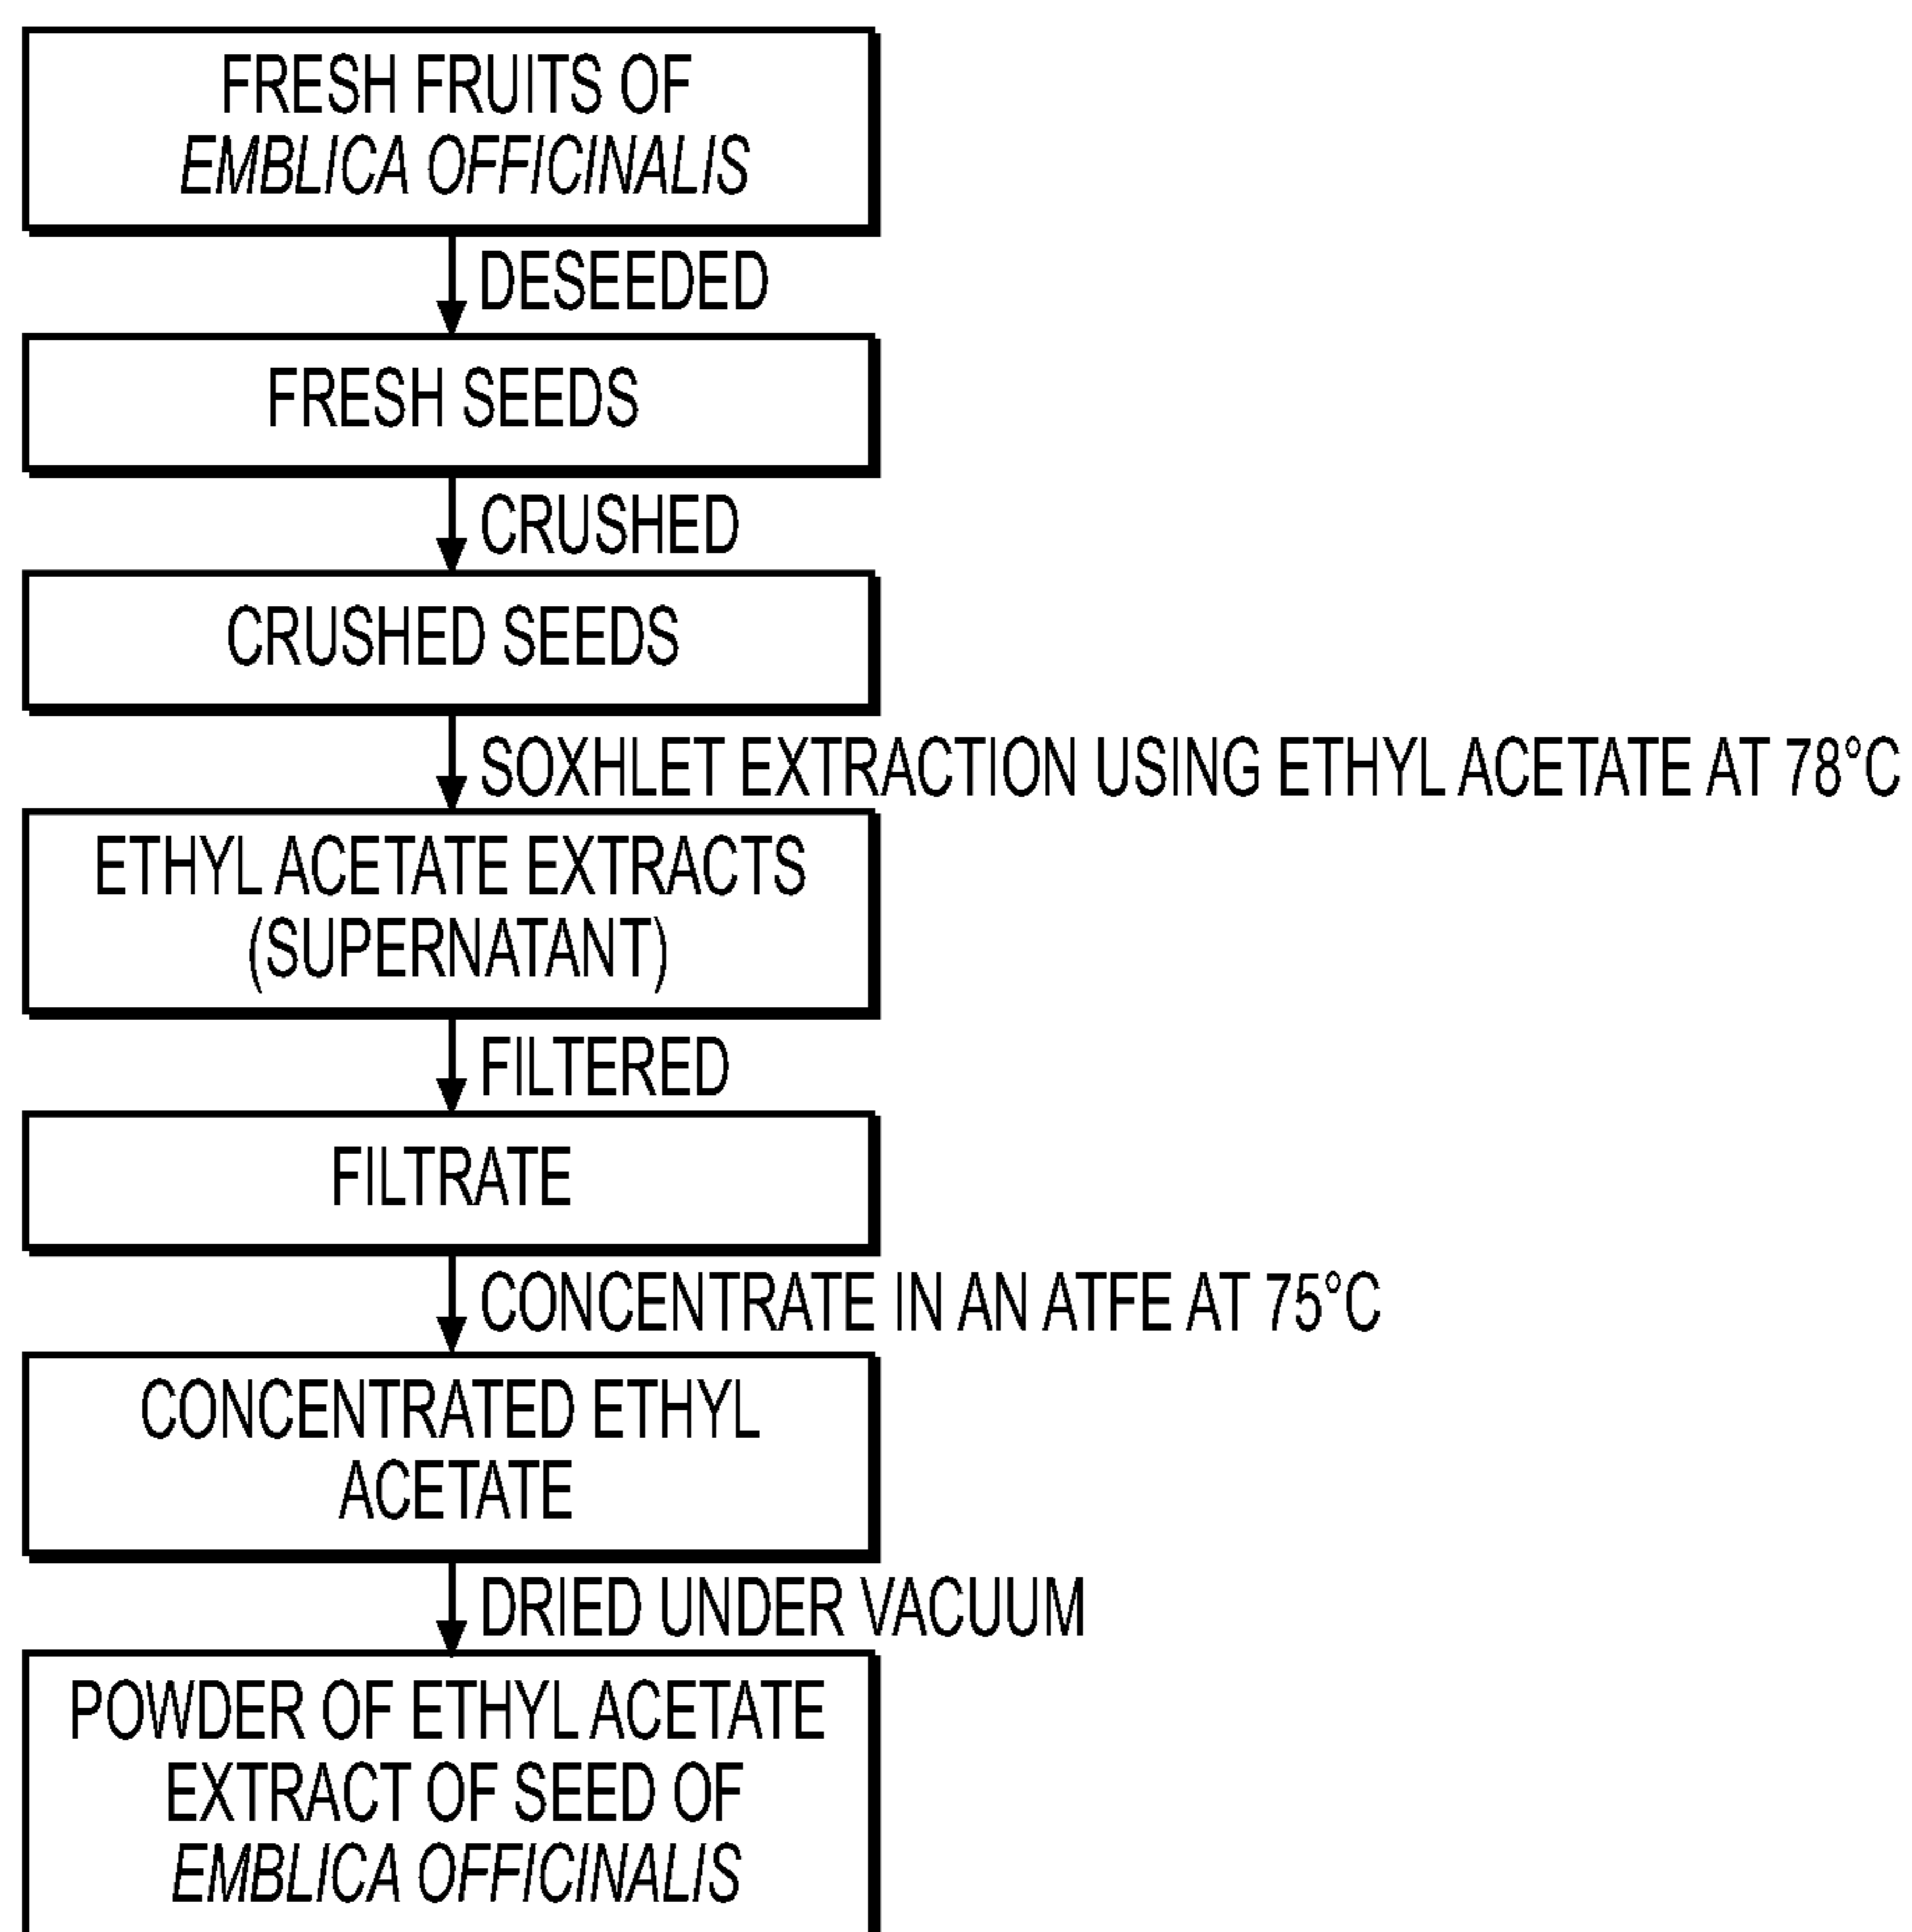 FRESH FRUITS OF
EMBLICA OFFICINALIS
DESEEDED
FRESH SEEDS
CRUSHED
CRUSHED SEEDS
SOXHLET EXTRACTION USING ETHYL ACETATE AT 78°C
ETHYL ACETATE EXTRACTS
(SUPERNATANT)
FILTERED
FILTRATE
CONCENTRATE IN AN ATFE AT 75°C
CONCENTRATED ETHYL
ACETATE
DRIED UNDER VACUUM
POWDER OF ETHYL ACETATE
EXTRACT OF SEED OF
EMBLICA OFFICINALIS